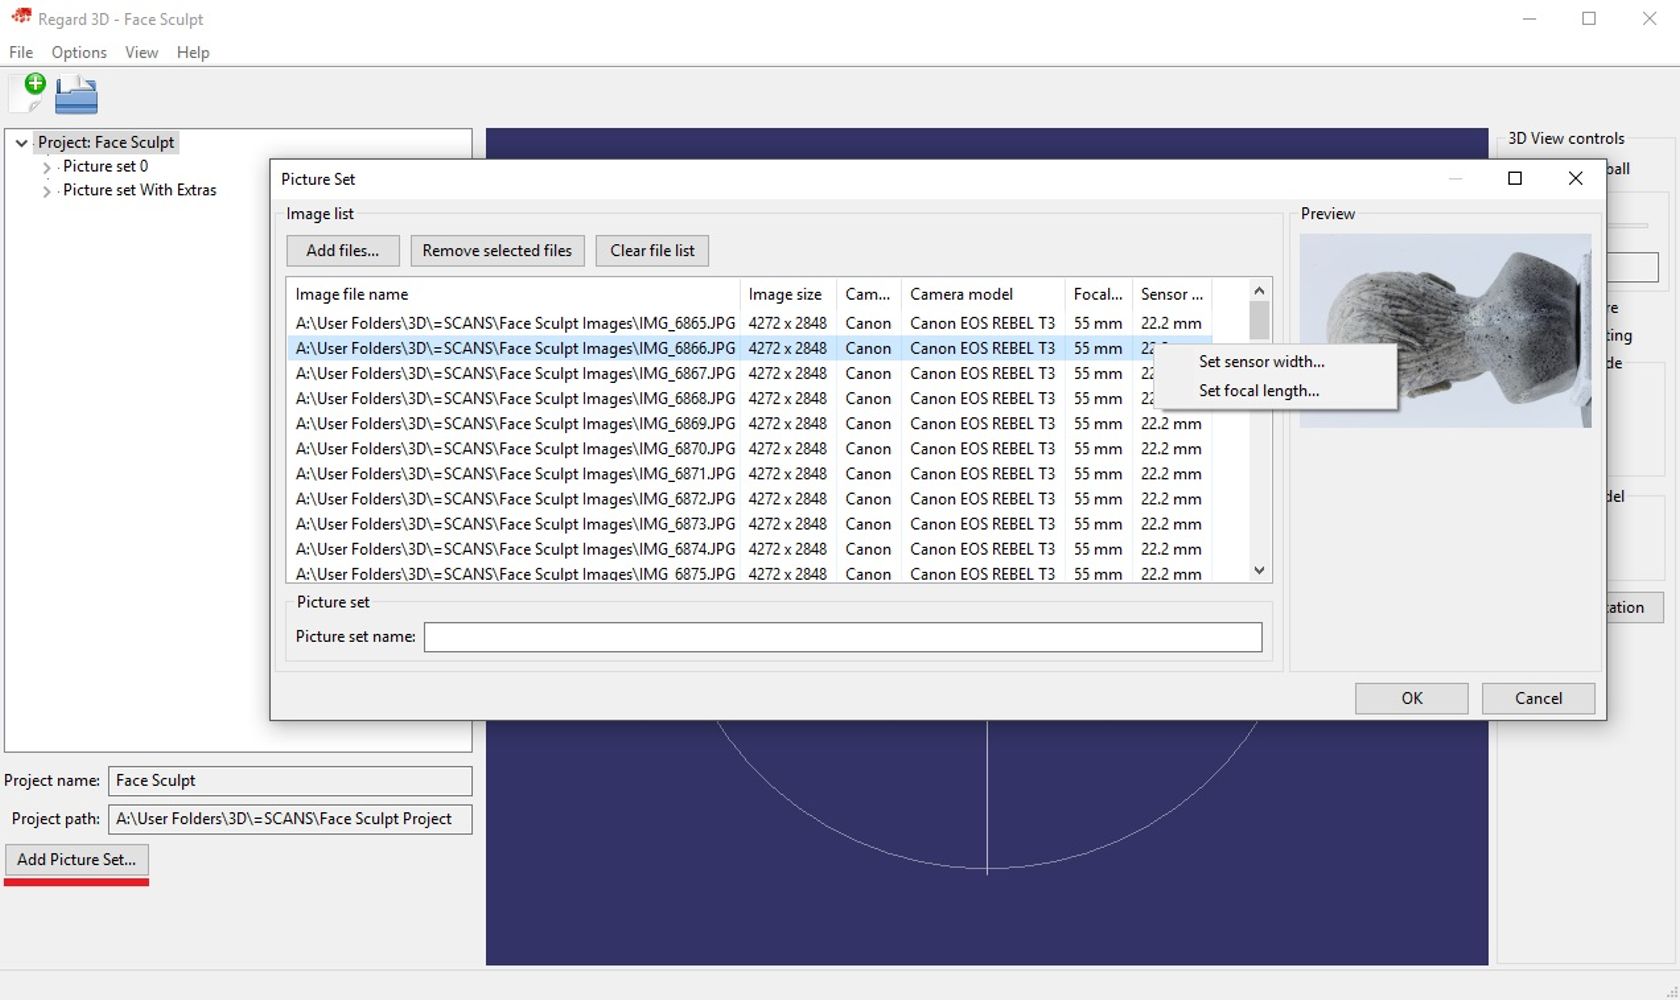 Regard 3D - Face Sculpt
File Options View Help
Project: Face Sculpt
Picture set 0
Picture set With Extras
3D View controls
Picture Set
Image list
Preview
Add files... Remove selected files Clear file list
Image file name Image size Cam... Camera model Focal... Sensor ...
A:\User Folders\3D\=SCANS\Face Sculpt Images\IMG_6865.JPG 4272 x 2848 Canon Canon EOS REBEL T3 55 mm 22.2 mm
A:\User Folders\3D\=SCANS\Face Sculpt Images\IMG_6866.JPG 4272 x 2848 Canon Canon EOS REBEL T3 55 mm
A:\User Folders\3D\=SCANS\Face Sculpt Images\IMG_6867.JPG 4272 x 2848 Canon Canon EOS REBEL T3 55 mm
A:\User Folders\3D\=SCANS\Face Sculpt Images\IMG_6868.JPG 4272 x 2848 Canon Canon EOS REBEL T3 55 mm
A:\User Folders\3D\=SCANS\Face Sculpt Images\IMG_6869.JPG 4272 x 2848 Canon Canon EOS REBEL T3 55 mm 22.2 mm
A:\User Folders\3D\=SCANS\Face Sculpt Images\IMG_6870.JPG 4272 x 2848 Canon Canon EOS REBEL T3 55 mm 22.2 mm
A:\User Folders\3D\=SCANS\Face Sculpt Images\IMG_6871.JPG 4272 x 2848 Canon Canon EOS REBEL T3 55 mm 22.2 mm
A:\User Folders\3D\=SCANS\Face Sculpt Images\IMG_6872.JPG 4272 x 2848 Canon Canon EOS REBEL T3 55 mm 22.2 mm
A:\User Folders\3D\=SCANS\Face Sculpt Images\IMG_6873.JPG 4272 x 2848 Canon Canon EOS REBEL T3 55 mm 22.2 mm
A:\User Folders\3D\=SCANS\Face Sculpt Images\IMG_6874.JPG 4272 x 2848 Canon Canon EOS REBEL T3 55 mm 22.2 mm
A:\User Folders\3D\=SCANS\Face Sculpt Images\IMG_6875.JPG 4272 x 2848 Canon Canon EOS REBEL T3 55 mm 22.2 mm
Set sensor width...
Set focal length...
Picture set
Picture set name:
OK Cancel
Project name: Face Sculpt
Project path: A:\User Folders\3D\=SCANS\Face Sculpt Project
Add Picture Set...